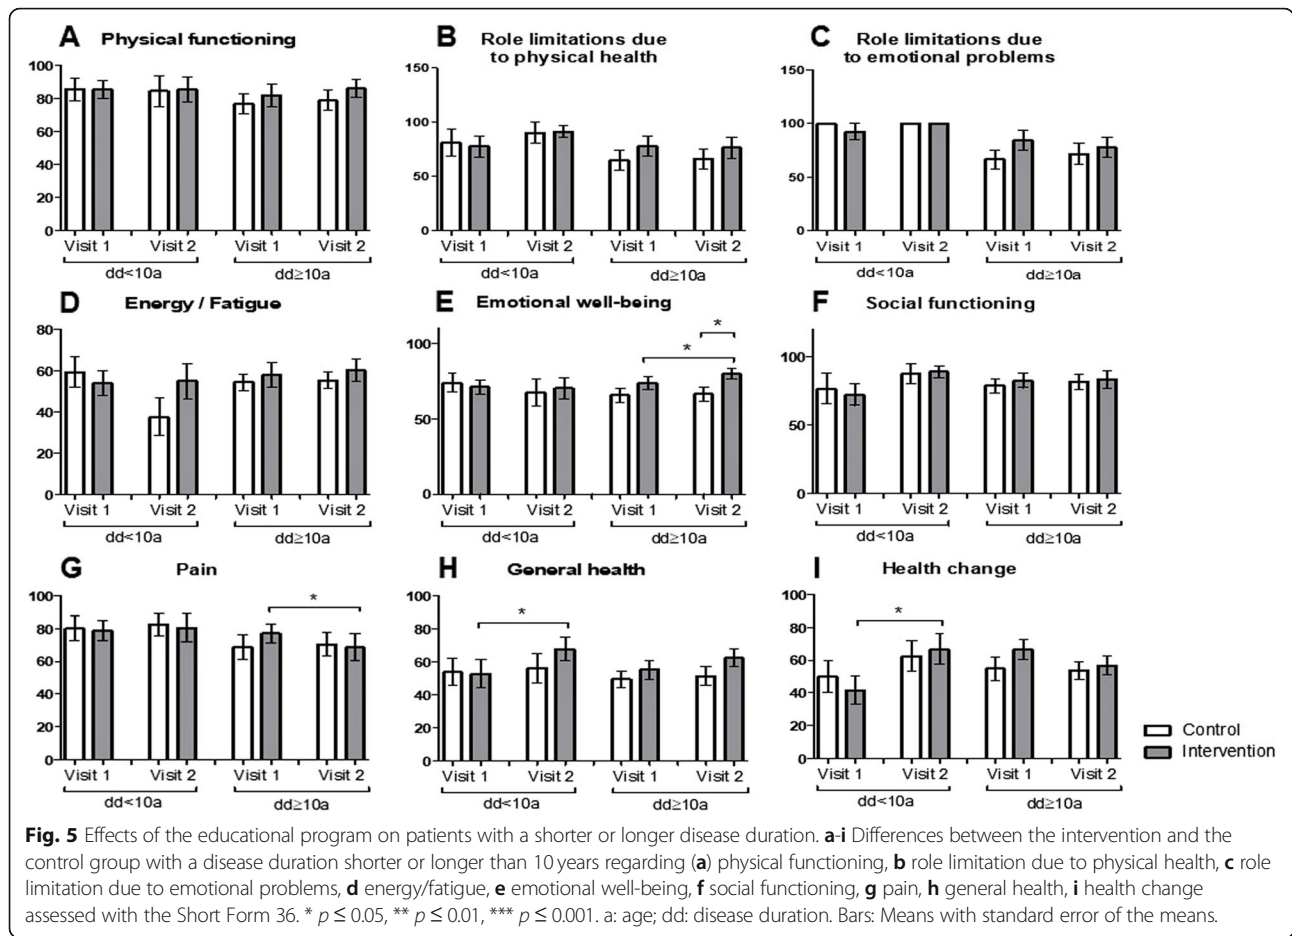 A Physical functioning
100
80
60
40
20
0
Visit 1 Visit 2 Visit 1 Visit 2
dd<10a dd≥10a
B Role limitations due
to physical health
150
100
50
0
Visit 1 Visit 2 Visit 1 Visit 2
dd<10a dd≥10a
C Role limitations due
to emotional problems
150
100
50
0
Visit 1 Visit 2 Visit 1 Visit 2
dd<10a dd≥10a
D Energy / Fatigue
80
60
40
20
0
Visit 1 Visit 2 Visit 1 Visit 2
dd<10a dd≥10a
E Emotional well-being
*
*
100
50
0
Visit 1 Visit 2 Visit 1 Visit 2
dd<10a dd≥10a
F Social functioning
100
50
0
Visit 1 Visit 2 Visit 1 Visit 2
dd<10a dd≥10a
G Pain
*
100
80
60
40
20
0
Visit 1 Visit 2 Visit 1 Visit 2
dd<10a dd≥10a
H General health
*
100
80
60
40
20
0
Visit 1 Visit 2 Visit 1 Visit 2
dd<10a dd≥10a
I Health change
*
100
80
60
40
20
0
Visit 1 Visit 2 Visit 1 Visit 2
dd<10a dd≥10a
Control
Intervention
Fig. 5 Effects of the educational program on patients with a shorter or longer disease duration. a-i Differences between the intervention and the
control group with a disease duration shorter or longer than 10 years regarding (a) physical functioning, b role limitation due to physical health, c role
limitation due to emotional problems, d energy/fatigue, e emotional well-being, f social functioning, g pain, h general health, i health change
assessed with the Short Form 36. * p ≤ 0.05, ** p ≤ 0.01, *** p ≤ 0.001. a: age; dd: disease duration. Bars: Means with standard error of the means.